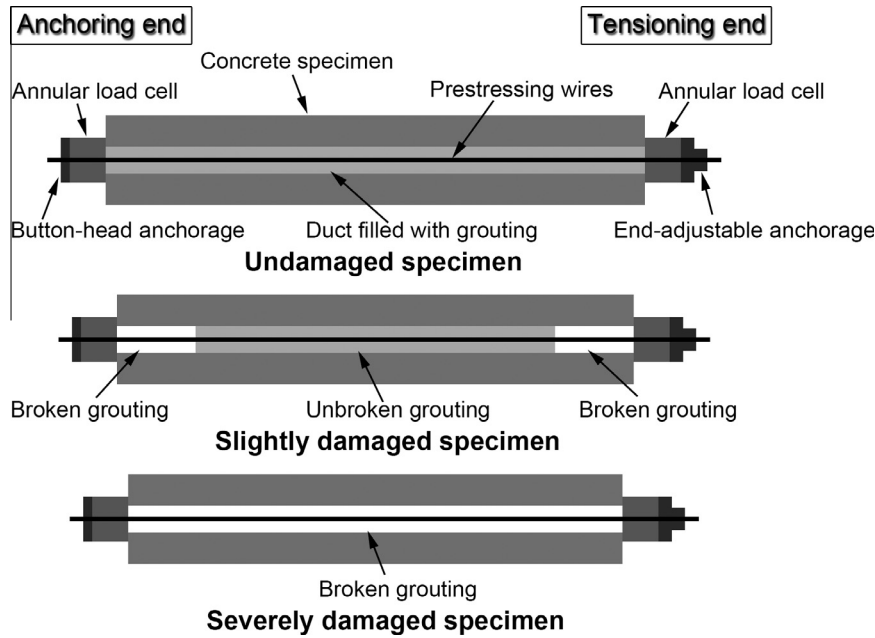 Anchoring end
Tensioning end
Concrete specimen
Annular load cell
Prestressing wires
Annular load cell
Button-head anchorage
Duct filled with grouting
End-adjustable anchorage
Undamaged specimen
Broken grouting
Unbroken grouting
Broken grouting
Slightly damaged specimen
Broken grouting
Severely damaged specimen